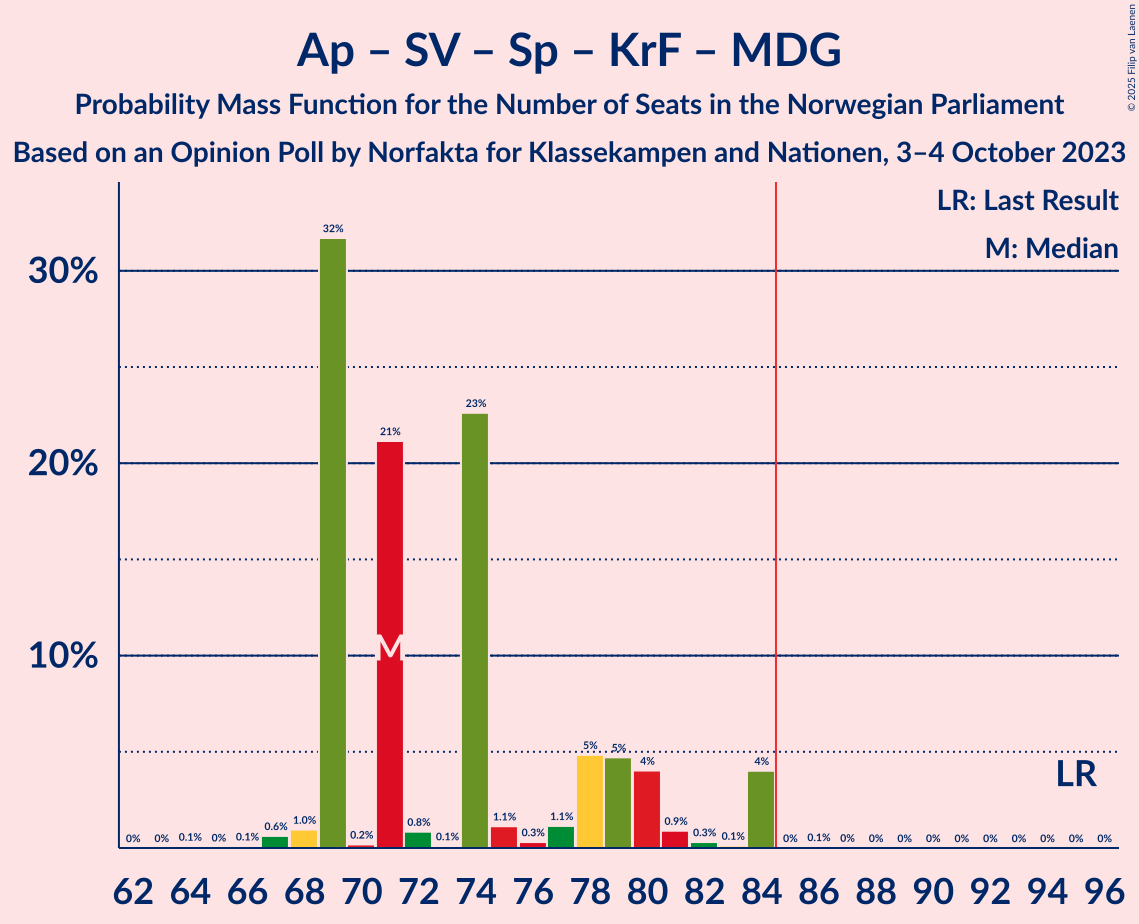 Ap – SV – Sp – KrF – MDG
Probability Mass Function for the Number of Seats in the Norwegian Parliament
Based on an Opinion Poll by Norfakta for Klassekampen and Nationen, 3–4 October 2023
© 2025 Filip van Laenen
LR: Last Result
M: Median
30%
20%
10%
0% 0% 0.1% 0% 0.1% 0.6% 1.0% 32% 0.2% 21% 0.8% 0.1% 23% 1.1% 0.3% 1.1% 5% 5% 4% 0.9% 0.3% 0.1% 4% 0% 0.1% 0% 0% 0% 0% 0% 0% 0% 0% 0% 0%
M
LR
62 64 66 68 70 72 74 76 78 80 82 84 86 88 90 92 94 96